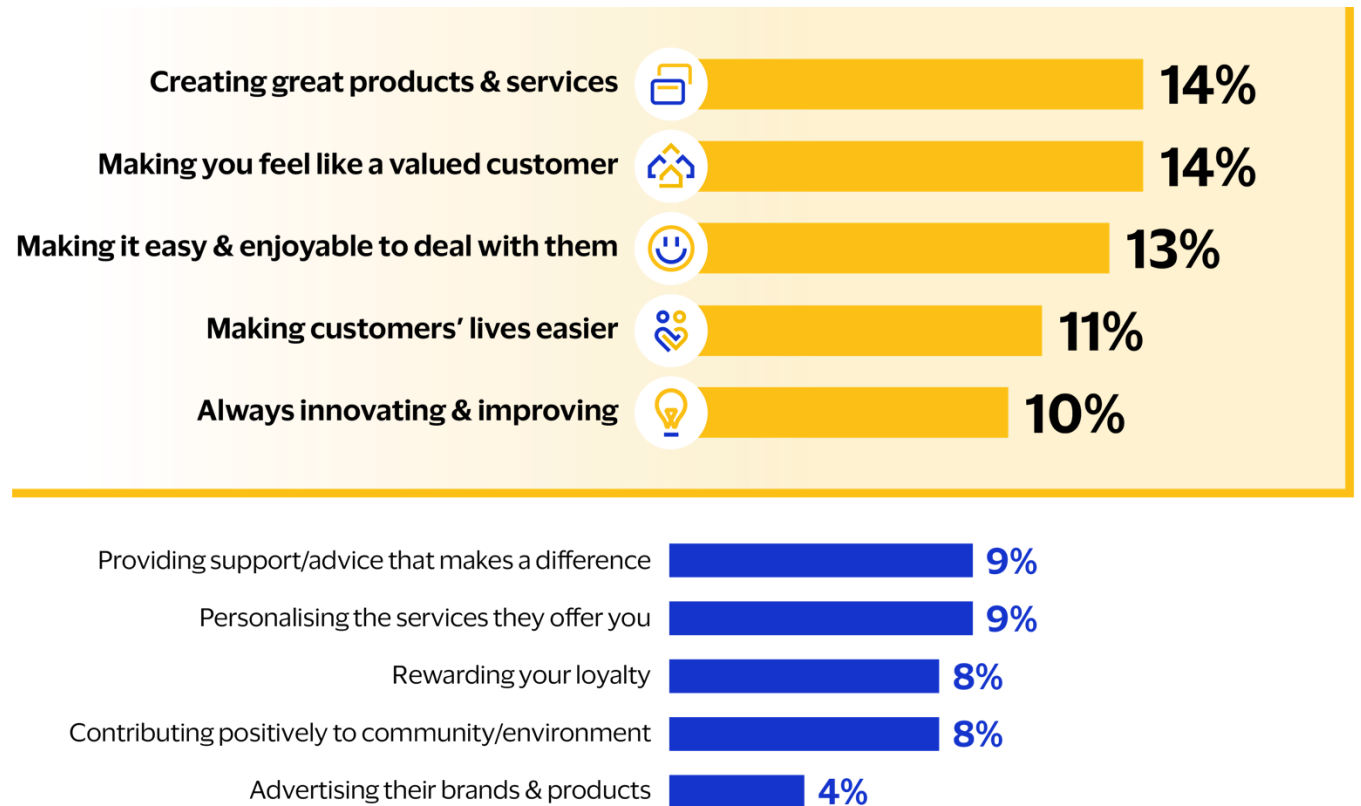 Creating great products & services 14%
Making you feel like a valued customer 14%
Making it easy & enjoyable to deal with them 13%
Making customers’ lives easier 11%
Always innovating & improving 10%
Providing support/advice that makes a difference 9%
Personalising the services they offer you 9%
Rewarding your loyalty 8%
Contributing positively to community/environment 8%
Advertising their brands & products 4%